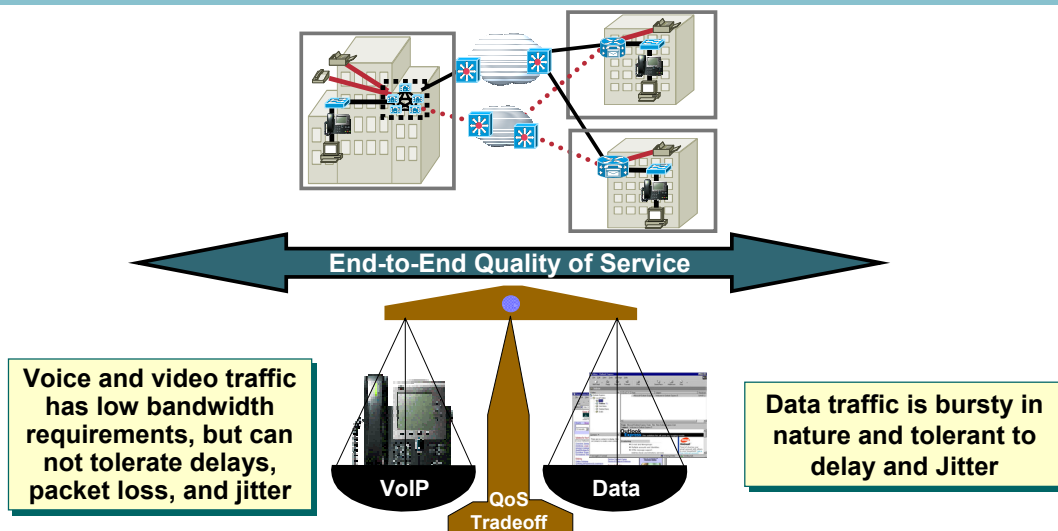 End-to-End Quality of Service
Voice and video traffic
has low bandwidth
requirements, but can
not tolerate delays,
packet loss, and jitter
Outlook
VoIP
Data
QoS
Tradeoff
Data traffic is bursty in
nature and tolerant to
delay and Jitter